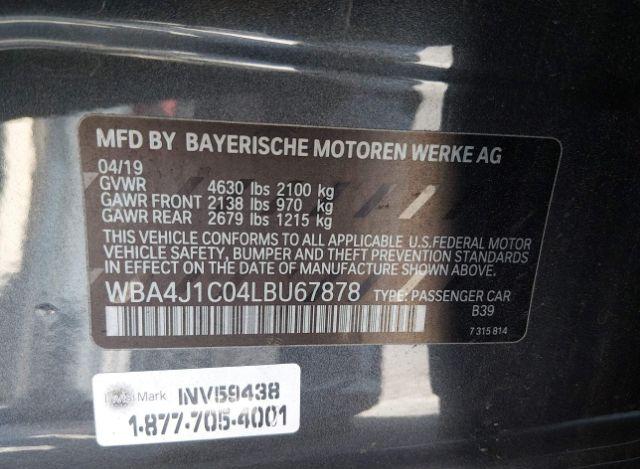 MFD BY BAYERISCHE MOTOREN WERKE AG
04/19
GVWR 4630 lbs 2100 kg
GAWR FRONT 2138 lbs 970 kg
GAWR REAR 2679 lbs 1215 kg
THIS VEHICLE CONFORMS TO ALL APPLICABLE U.S.FEDERAL MOTOR
VEHICLE SAFETY, BUMPER AND THEFT PREVENTION STANDARDS
IN EFFECT ON THE DATE OF MANUFACTURE SHOWN ABOVE.
WBA4J1C04LBU67878 TYPE: PASSENGER CAR
B39
7 315 814
Mark INV59438
1-877-705-4001